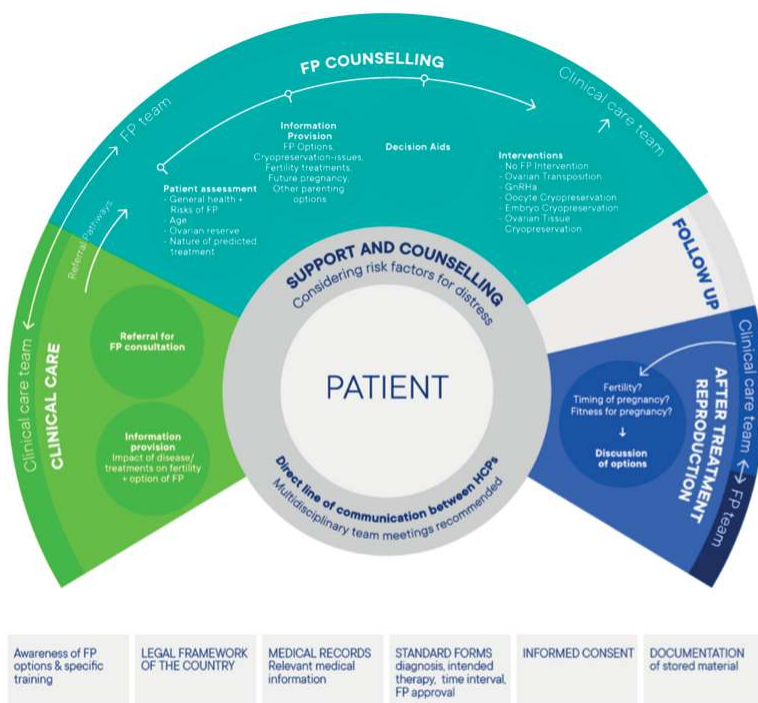 FP COUNSELLING
FP team
Clinical care team
Information
Provision
FP Options,
Cryopreservation-issues,
Fertility treatments,
Future pregnancy,
Other parenting
options
Decision Aids
Patient assessment
- General health +
Risks of FP
- Age
- Ovarian reserve
- Nature of predicted
treatment
Interventions
- No FP Intervention
- Ovarian Transposition
- GnRHa
- Oocyte Cryopreservation
- Embryo Cryopreservation
- Ovarian Tissue
Cryopreservation
Referral Pathways
Clinical care team
CLINICAL CARE
Referral for
FP consultation
Information
provision
Impact of disease/
treatments on fertility
+ option of FP
SUPPORT AND COUNSELLING
Considering risk factors for distress
PATIENT
Direct line of communication between HCPs
Multidisciplinary team meetings recommended
FOLLOW UP
Clinical care team
FP team
AFTER TREATMENT
REPRODUCTION
Fertility?
Timing of pregnancy?
Fitness for pregnancy?
Discussion
of options
Awareness of FP
options & specific
training
LEGAL FRAMEWORK
OF THE COUNTRY
MEDICAL RECORDS
Relevant medical
information
STANDARD FORMS
diagnosis, intended
therapy, time interval,
FP approval
INFORMED CONSENT
DOCUMENTATION
of stored material